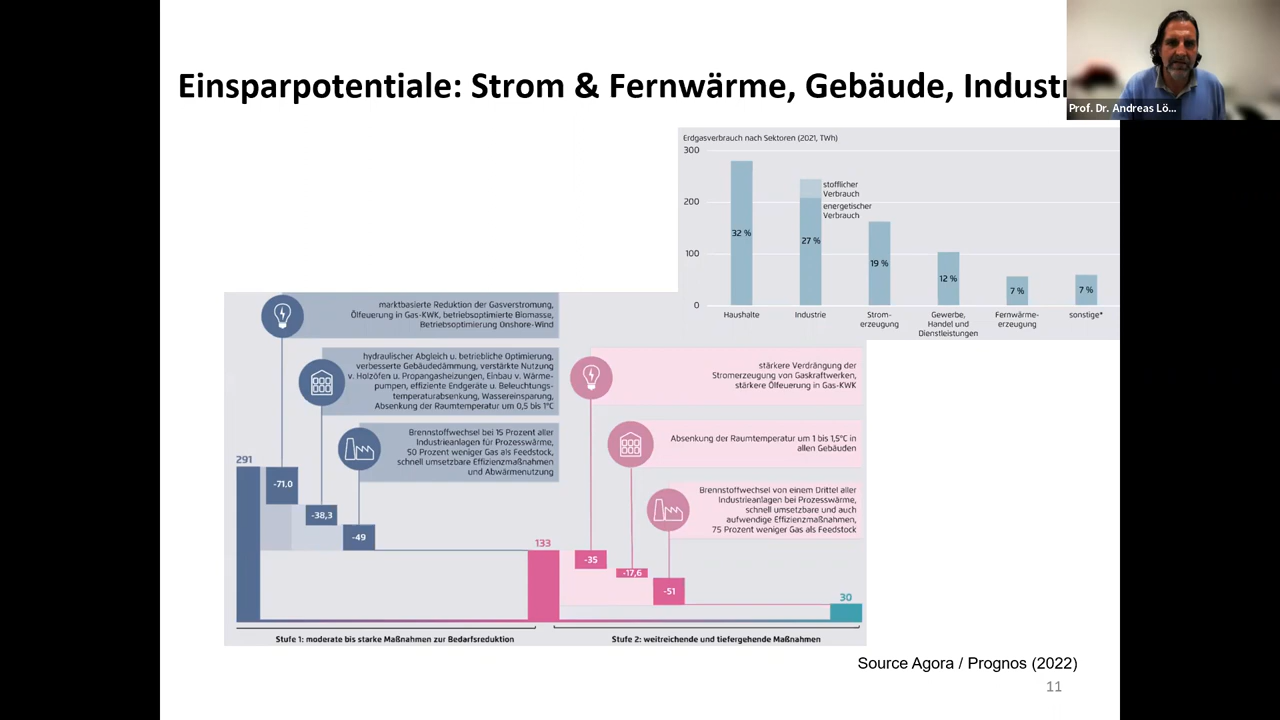 Einsparpotentiale: Strom & Fernwärme, Gebäude, Industr
Prof. Dr. Andreas Lö...
Erdgasverbrauch nach Sektoren (2021, TWh)
300
200
100
0
stofflicher
Verbrauch
energetischer
Verbrauch
32 %
27 %
19 %
12 %
7 %
7 %
Haushalte
Industrie
Strom-
erzeugung
Gewerbe,
Handel und
Dienstleistungen
Fernwärme-
erzeugung
sonstige*
marktbasierte Reduktion der Gasverstromung,
Ölfeuerung in Gas-KWK, betriebsoptimierte Biomasse,
Betriebsoptimierung Onshore-Wind
hydraulischer Abgleich u. betriebliche Optimierung,
verbesserte Gebäudedämmung, verstärkte Nutzung
v. Holzöfen u. Propangasheizungen, Einbau v. Wärme-
pumpen, effiziente Endgeräte u. Beleuchtungs-
temperaturabsenkung, Wassereinsparung,
Absenkung der Raumtemperatur um 0,5 bis 1°C
Brennstoffwechsel bei 15 Prozent aller
Industrieanlagen für Prozesswärme,
50 Prozent weniger Gas als Feedstock,
schnell umsetzbare Effizienzmaßnahmen
und Abwärmenutzung
stärkere Verdrängung der
Stromerzeugung von Gaskraftwerken,
stärkere Ölfeuerung in Gas-KWK
Absenkung der Raumtemperatur um 1 bis 1,5°C in
allen Gebäuden
Brennstoffwechsel von einem Drittel aller
Industrieanlagen bei Prozesswärme,
schnell umsetzbare und auch
aufwendige Effizienzmaßnahmen,
75 Prozent weniger Gas als Feedstock
291
-71.0
-38,3
-49
133
-35
-17,6
-51
30
Stufe 1: moderate bis starke Maßnahmen zur Bedarfsreduktion
Stufe 2: weitreichende und tiefergehende Maßnahmen
Source Agora / Prognos (2022)
11